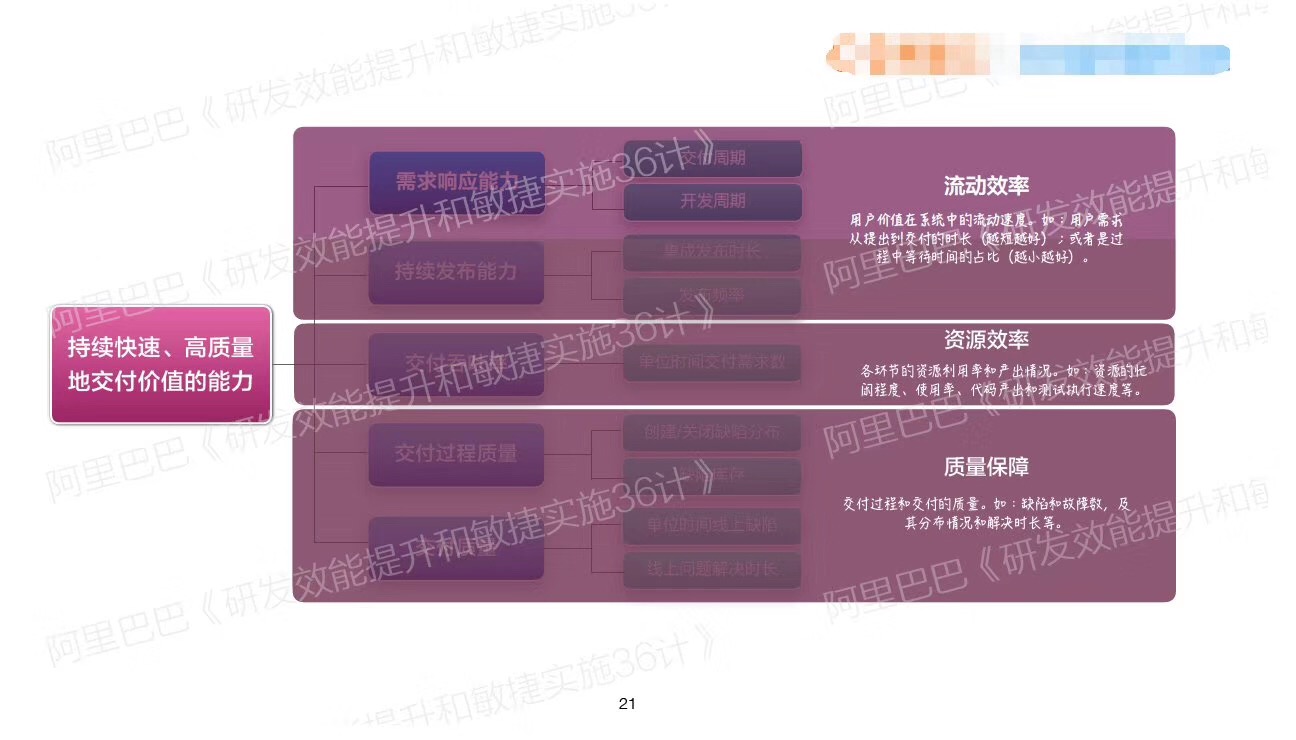 阿里巴巴《研发效能提升和敏捷实施36计》
持续快速、高质量
地交付价值的能力
需求响应能力
交付周期
开发周期
持续发布能力
集成发布时长
发布频率
流动效率
用户价值在系统中的流动速度。如：用户需求
从提出到交付的时长（越短越好）；或者是过
程中等待时间的占比（越小越好）。
交付吞吐率
单位时间交付需求数
资源效率
各环节的资源利用率和产出情况。如：资源的忙
闲程度、使用率、代码产出和测试执行速度等。
交付过程质量
创建/关闭缺陷分布
缺陷库存
交付质量
单位时间线上缺陷
线上问题解决时长
质量保障
交付过程和交付的质量。如：缺陷和故障数，及
其分布情况和解决时长等。
21